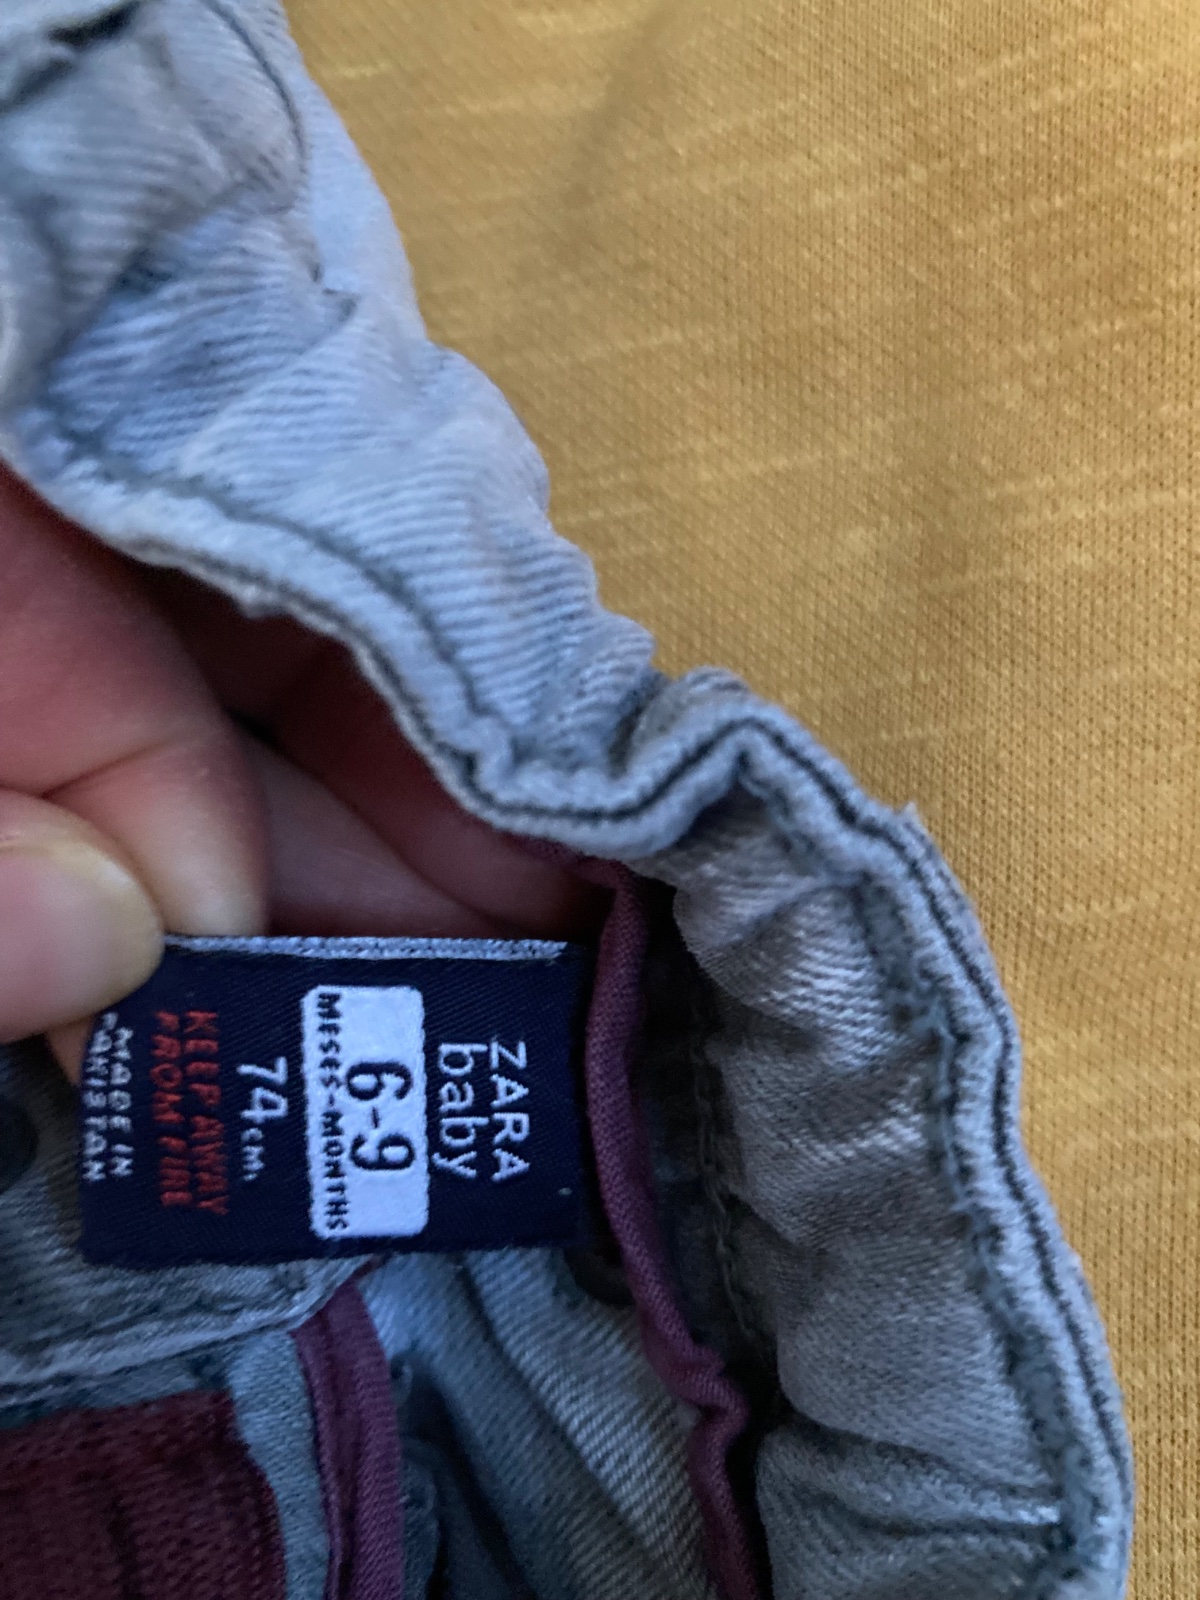 ZARA
baby
6-9
MESES-MONTHS
74cm.
KEEP AWAY
FROM FIRE
MADE IN
PAKISTAN